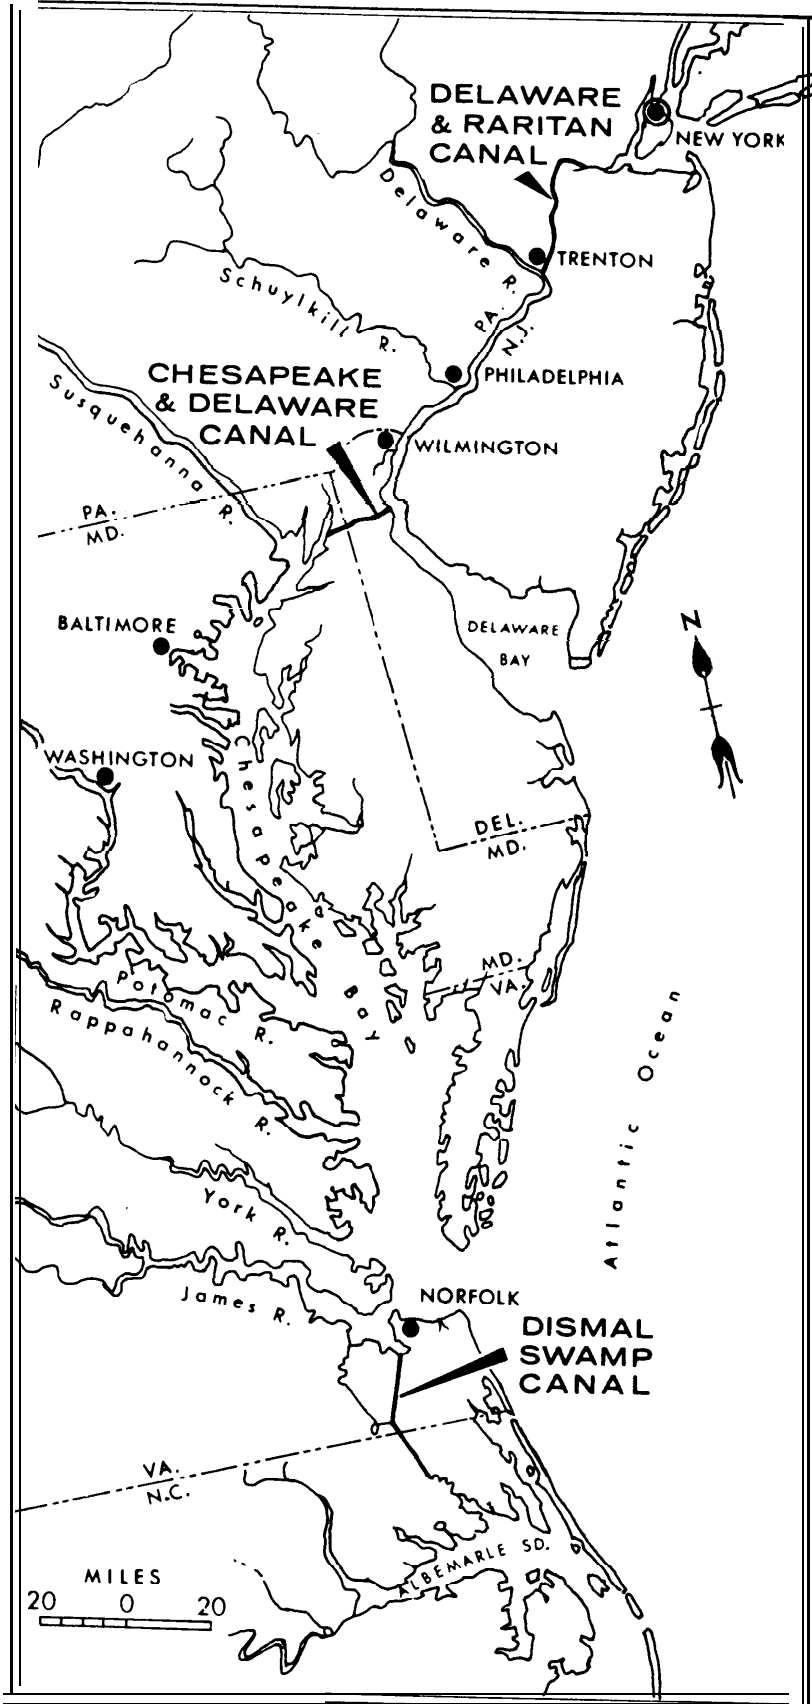 DELAWARE
& RARITAN
CANAL
NEW YORK
Delaware R.
TRENTON
Schuylkill R.
PA.
N.J.
CHESAPEAKE
& DELAWARE
CANAL
PHILADELPHIA
Susquehanna R.
WILMINGTON
PA.
MD.
BALTIMORE
DELAWARE
BAY
N
WASHINGTON
Chesapeake Bay
DEL.
MD.
MD.
VA.
Potomac R.
Rappahannock R.
Atlantic Ocean
York R.
James R.
NORFOLK
DISMAL
SWAMP
CANAL
VA.
N.C.
ALBEMARLE SD.
MILES
20 0 20